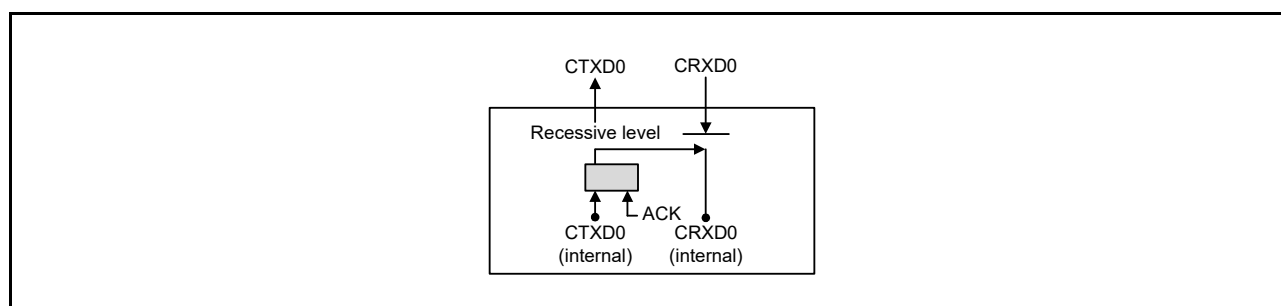 CTXD0
CRXD0
Recessive level
ACK
CTXD0
(internal)
CRXD0
(internal)